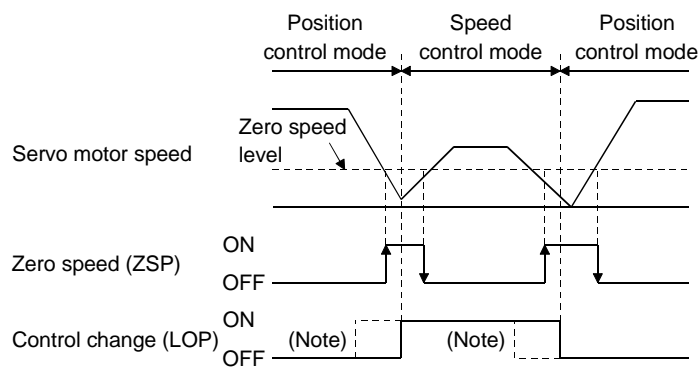 Position
control mode
Speed
control mode
Position
control mode
Servo motor speed
Zero speed
level
Zero speed (ZSP)
ON
OFF
Control change (LOP)
ON
OFF
(Note)
(Note)